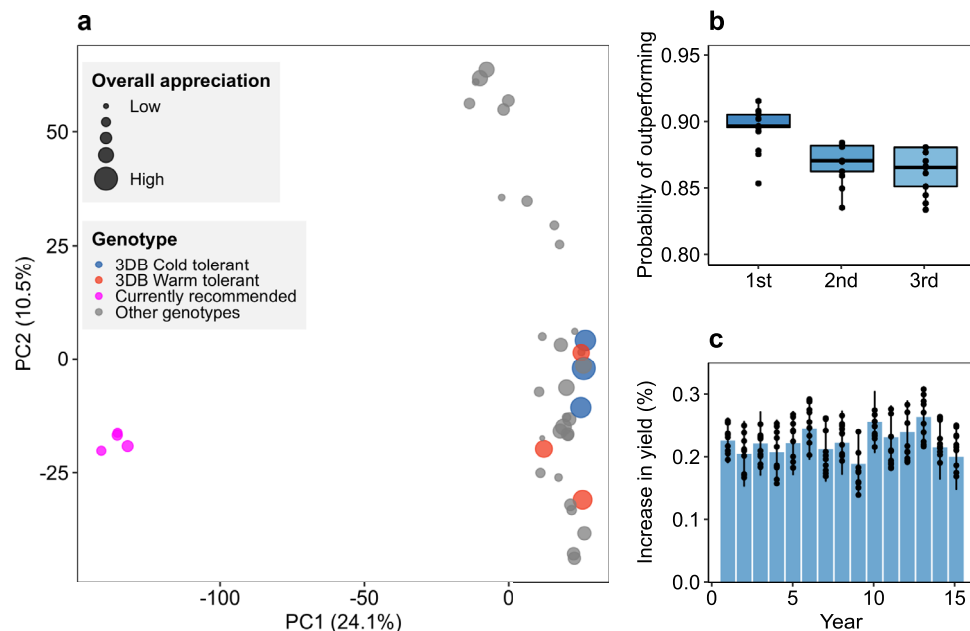 a
Overall appreciation
Low
High
Genotype
3DB Cold tolerant
3DB Warm tolerant
Currently recommended
Other genotypes
50
25
0
-25
PC2 (10.5%)
-100
-50
0
PC1 (24.1%)
b
0.95
0.90
0.85
0.80
Probability of outperforming
1st
2nd
3rd
c
0.3
0.2
0.1
0.0
Increase in yield (%)
0
5
10
15
Year